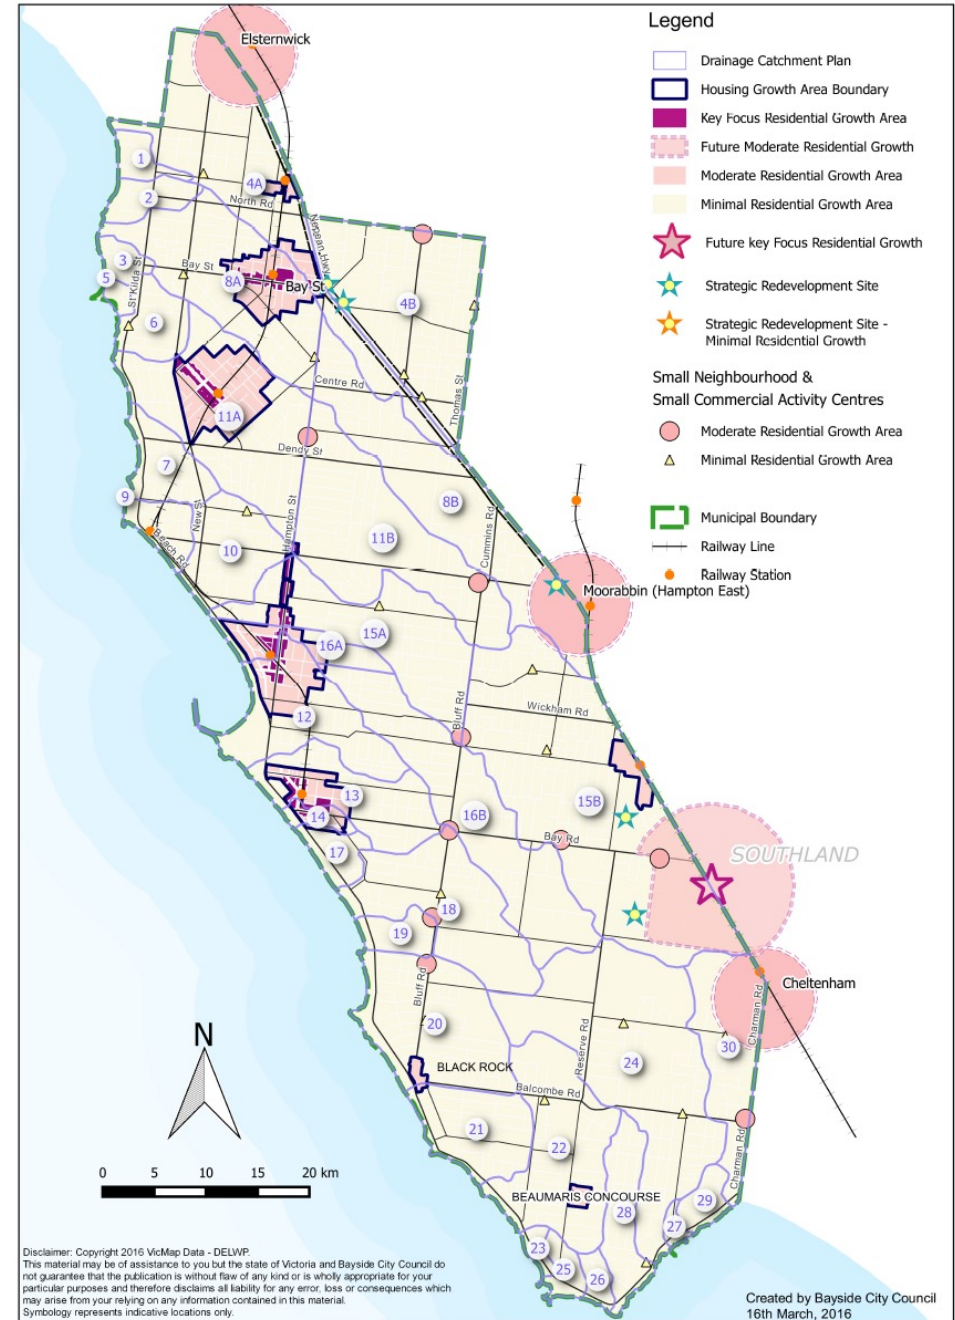 Legend
Drainage Catchment Plan
Housing Growth Area Boundary
Key Focus Residential Growth Area
Future Moderate Residential Growth
Moderate Residential Growth Area
Minimal Residential Growth Area
Future key Focus Residential Growth
Strategic Redevelopment Site
Strategic Redevelopment Site -
Minimal Residential Growth
Small Neighbourhood &
Small Commercial Activity Centres
Moderate Residential Growth Area
Minimal Residential Growth Area
Municipal Boundary
Railway Line
Railway Station
Elsternwick
1
4A
2
North Rd
Nepean Hwy
3
St Kilda St
Bay St
5
8A
Bay St
4B
6
Centre Rd
Thomas St
11A
Dendy St
7
9
New St
Hampton St
8B
Cummins Rd
Beach Rd
10
11B
Moorabbin (Hampton East)
15A
16A
Bluff Rd
Wickham Rd
12
13
15B
14
16B
Bay Rd
17
SOUTHLAND
18
19
Bluff Rd
Cheltenham
Charman Rd
20
Reserve Rd
30
24
BLACK ROCK
Balcombe Rd
21
22
Charman Rd
BEAUMARIS CONCOURSE
29
28
27
23
25
26
N
0 5 10 15 20 km
Disclaimer: Copyright 2016 VicMap Data - DELWP.
This material may be of assistance to you but the state of Victoria and Bayside City Council do
not guarantee that the publication is without flaw of any kind or is wholly appropriate for your
particular purposes and therefore disclaims all liability for any error, loss or consequences which
may arise from your relying on any information contained in this material.
Symbology represents indicative locations only.
Created by Bayside City Council
16th March, 2016